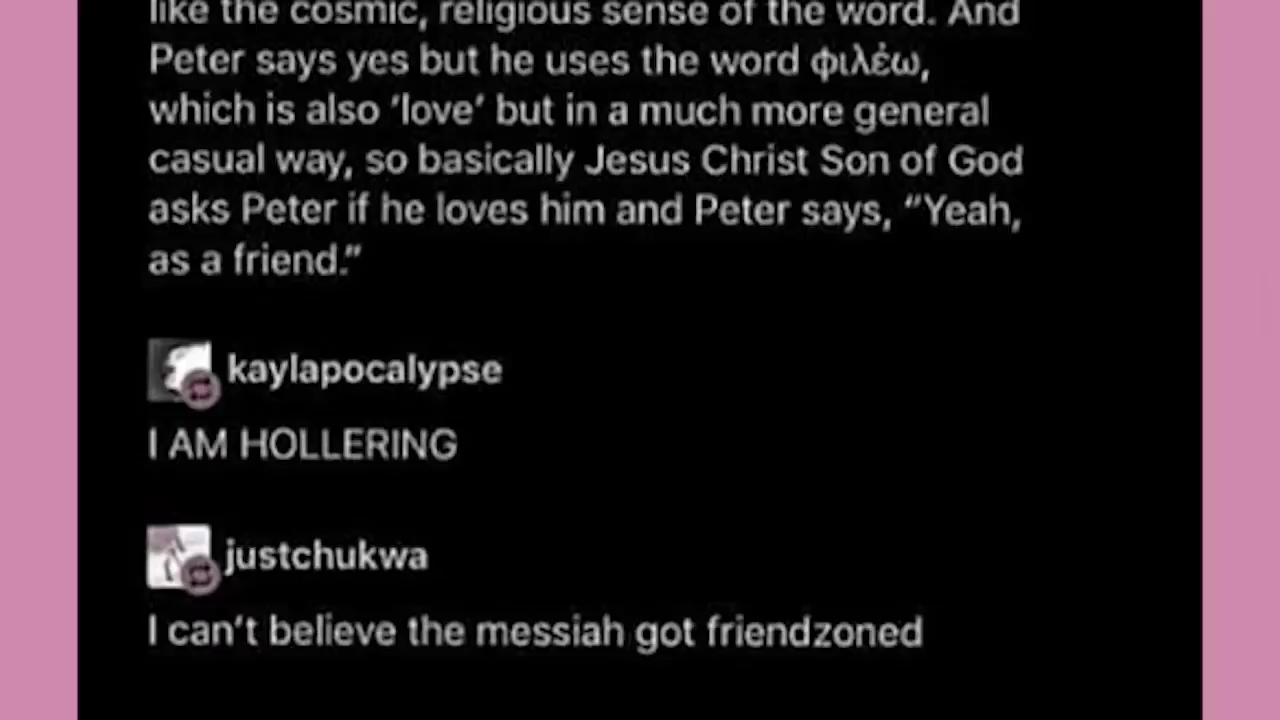 like the cosmic, religious sense of the word. And
Peter says yes but he uses the word φιλέω,
which is also ‘love’ but in a much more general
casual way, so basically Jesus Christ Son of God
asks Peter if he loves him and Peter says, “Yeah,
as a friend.”
kaylapocalypse
I AM HOLLERING
justchukwa
I can’t believe the messiah got friendzoned